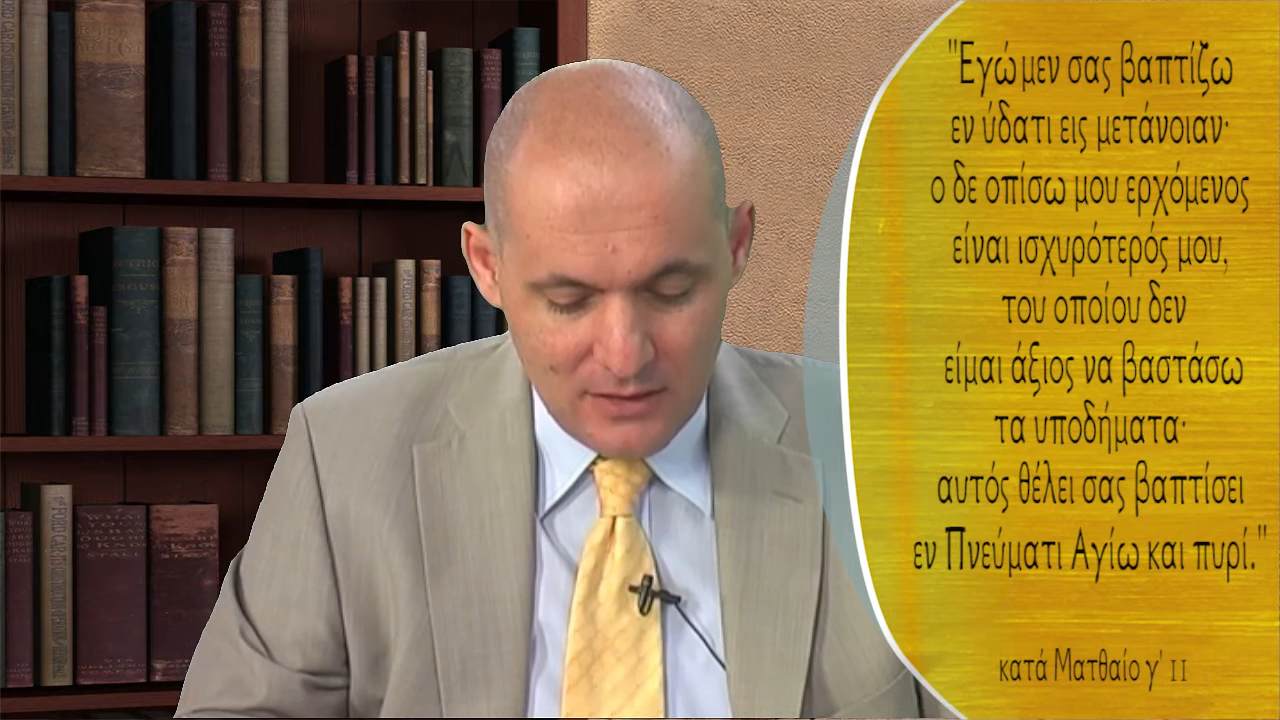 "Εγώ μεν σας βαπτίζω
εν ύδατι εις μετάνοιαν·
ο δε οπίσω μου ερχόμενος
είναι ισχυρότερός μου,
του οποίου δεν
είμαι άξιος να βαστάσω
τα υποδήματα·
αυτός θέλει σας βαπτίσει
εν Πνεύματι Αγίω και πυρί."
κατά Ματθαίο γ' 11